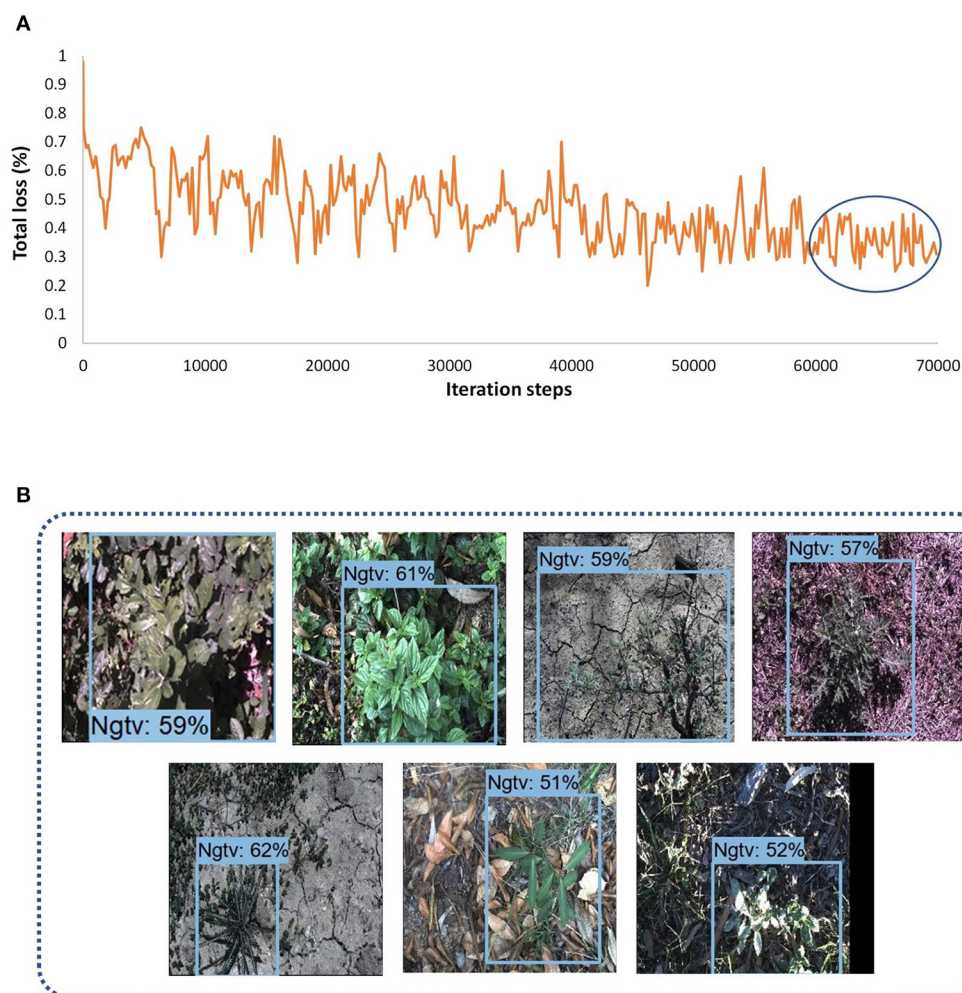 A
1
0.9
0.8
0.7
0.6
0.5
0.4
0.3
0.2
0.1
0
Total loss (%)
0 10000 20000 30000 40000 50000 60000 70000
Iteration steps
B
Ngtv: 59%
Ngtv: 61%
Ngtv: 59%
Ngtv: 57%
Ngtv: 62%
Ngtv: 51%
Ngtv: 52%